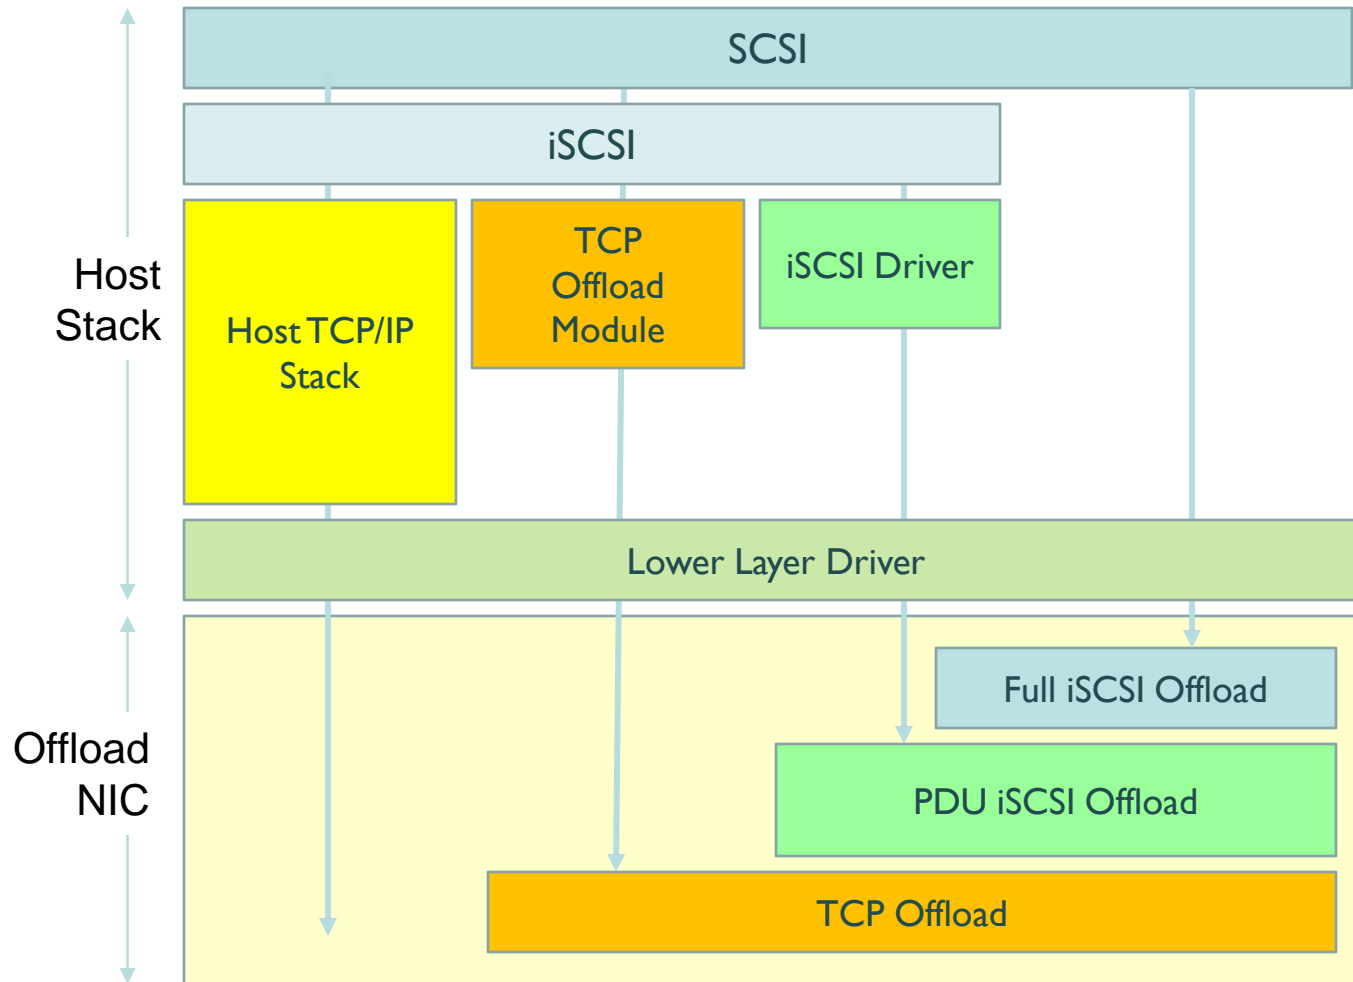 SCSI
iSCSI
Host
Stack
Host TCP/IP
Stack
TCP
Offload
Module
iSCSI Driver
Lower Layer Driver
Offload
NIC
Full iSCSI Offload
PDU iSCSI Offload
TCP Offload